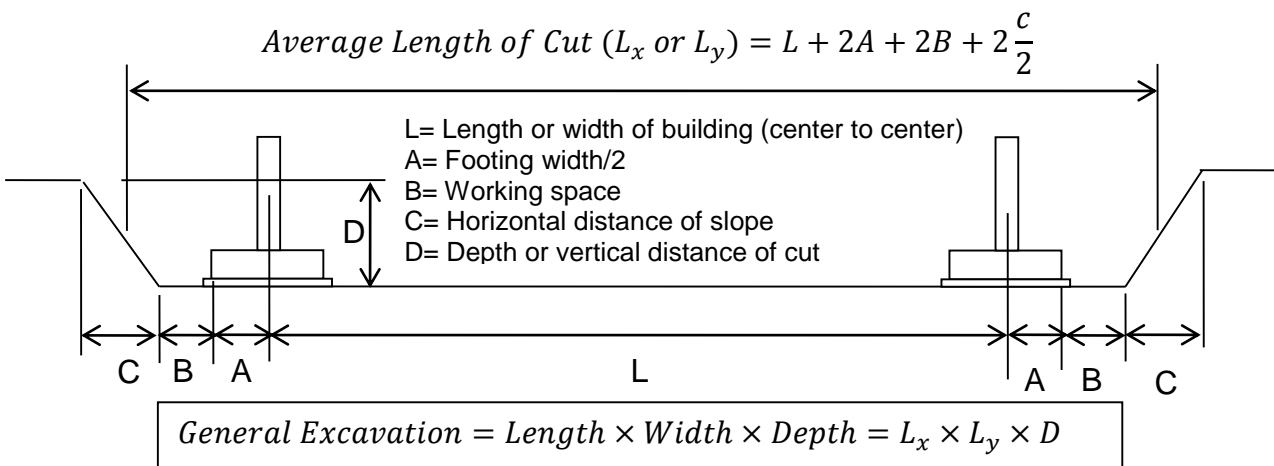 Average Length of Cut (Lₓ or Lᵧ) = L + 2A + 2B + 2 c/2
L= Length or width of building (center to center)
A= Footing width/2
B= Working space
C= Horizontal distance of slope
D= Depth or vertical distance of cut
D
C B A L A B C
General Excavation = Length × Width × Depth = Lₓ × Lᵧ × D